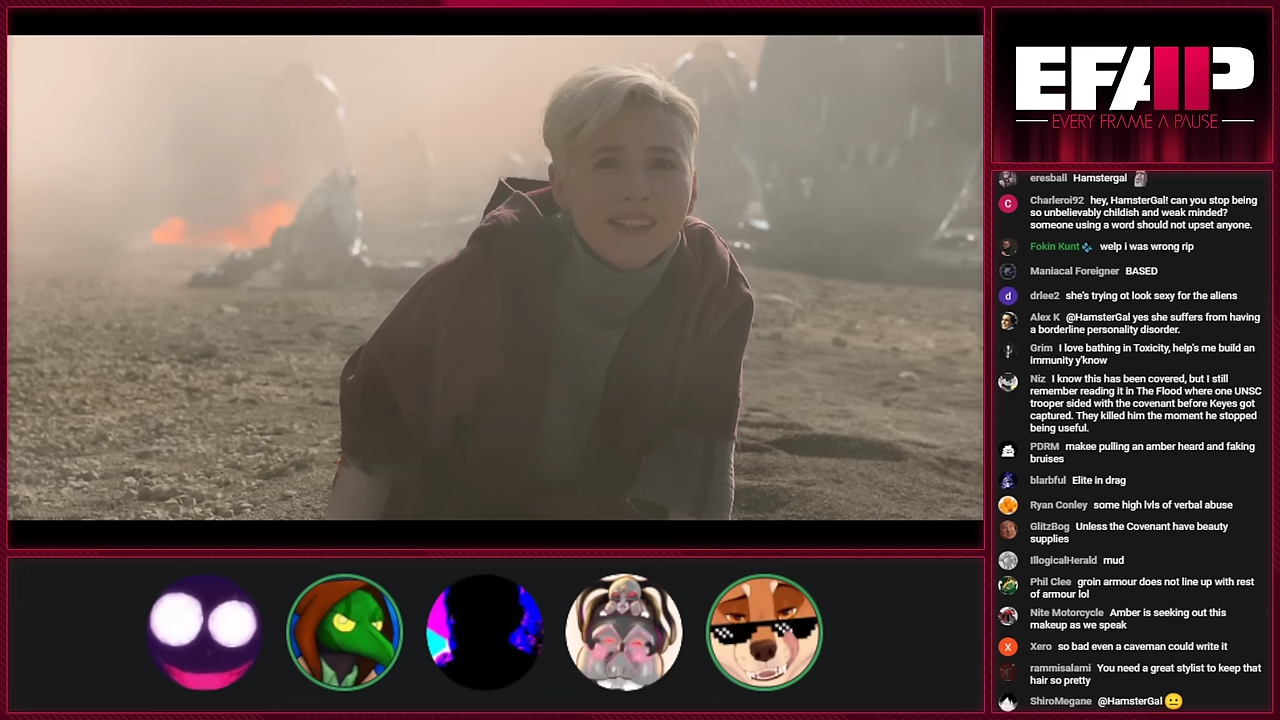 EFAP
EVERY FRAME A PAUSE
eresball Hamstergal
C
Charleroi92 hey, HamsterGal! can you stop being
so unbelievably childish and weak minded?
someone using a word should not upset anyone.
Fokin Kunt welp i was wrong rip
Maniacal Foreigner BASED
d
drlee2 she's trying ot look sexy for the aliens
Alex K @HamsterGal yes she suffers from having
a borderline personality disorder.
Grim I love bathing in Toxicity, help's me build an
immunity y'know
Niz I know this has been covered, but I still
remember reading it in The Flood where one UNSC
trooper sided with the covenant before Keyes got
captured. They killed him the moment he stopped
being useful.
PDRM makee pulling an amber heard and faking
bruises
blarbful Elite in drag
Ryan Conley some high lvls of verbal abuse
GlitzBog Unless the Covenant have beauty
supplies
IllogicalHerald mud
Phil Clee groin armour does not line up with rest
of armour lol
Nite Motorcycle Amber is seeking out this
makeup as we speak
X
Xero so bad even a caveman could write it
rammisalami You need a great stylist to keep that
hair so pretty
ShiroMegane @HamsterGal 😐